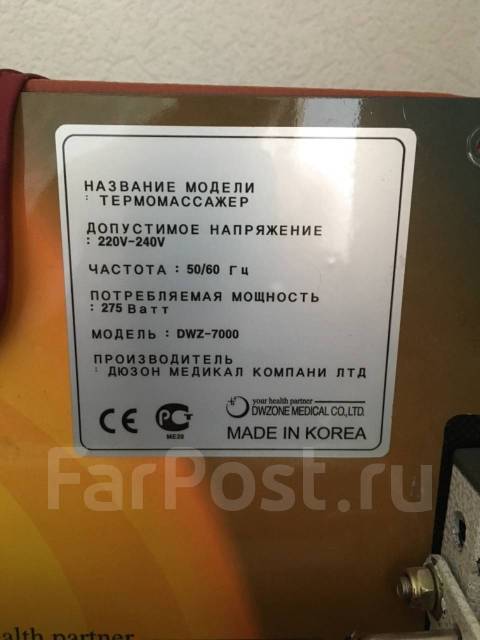 НАЗВАНИЕ МОДЕЛИ
: ТЕРМОМАССАЖЕР
ДОПУСТИМОЕ НАПРЯЖЕНИЕ
: 220V-240V
ЧАСТОТА : 50/60 Гц
ПОТРЕБЛЯЕМАЯ МОЩНОСТЬ
: 275 Ватт
МОДЕЛЬ : DWZ-7000
ПРОИЗВОДИТЕЛЬ
: ДЮЗОН МЕДИКАЛ КОМПАНИ ЛТД
your health partner
DWZONE MEDICAL CO.,LTD.
CE РСТ
ME20
MADE IN KOREA
FarPost.ru
health partner